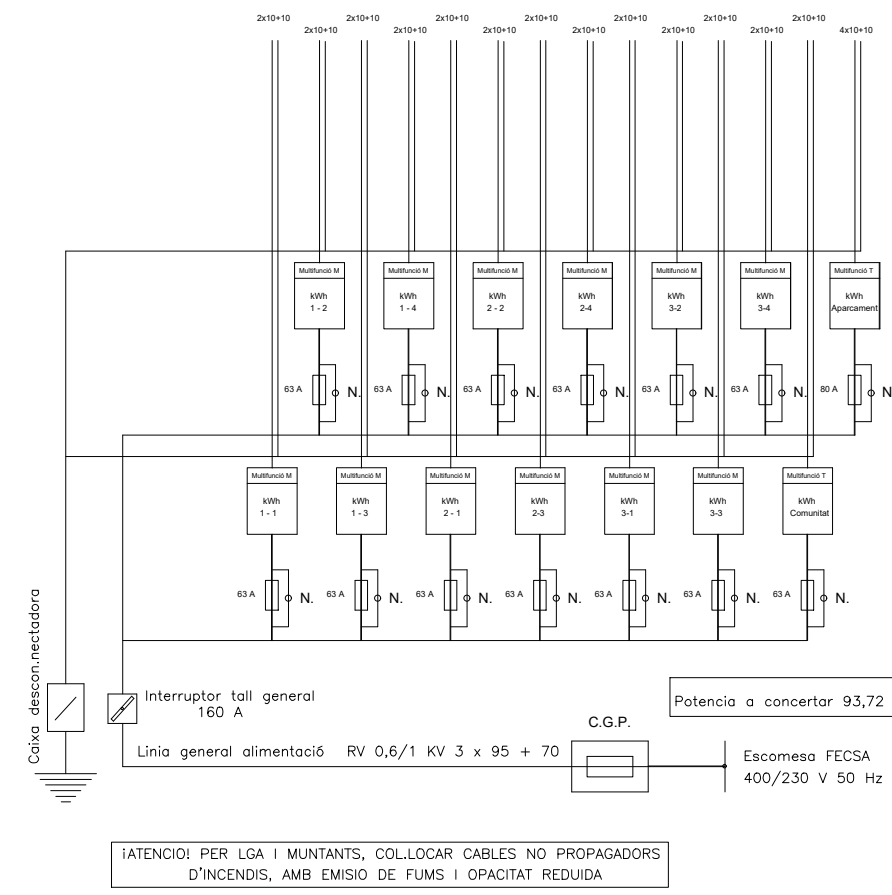 2x10+10 2x10+10 2x10+10 2x10+10 2x10+10 2x10+10 2x10+10
2x10+10 2x10+10 2x10+10 2x10+10 2x10+10 2x10+10 4x10+10
Multifunció M Multifunció M Multifunció M Multifunció M Multifunció M Multifunció M Multifunció T
kWh kWh kWh kWh kWh kWh kWh
1 - 2 1 - 4 2 - 2 2-4 3-2 3-4 Aparcament
63 A N. 63 A N. 63 A N. 63 A N. 63 A N. 63 A N. 80 A N
Multifunció M Multifunció M Multifunció M Multifunció M Multifunció M Multifunció M Multifunció T
kWh kWh kWh kWh kWh kWh kWh
1 - 1 1 - 3 2 - 1 2-3 3-1 3-3 Comunitat
63 A N. 63 A N. 63 A N. 63 A N. 63 A N. 63 A N. 63 A N.
Caixa descon.nectadora
Interruptor tall general
160 A
Potencia a concertar 93,72
C.G.P.
Linia general alimentació RV 0,6/1 KV 3 x 95 + 70
Escomesa FECSA
400/230 V 50 Hz
¡ATENCIO! PER LGA I MUNTANTS, COL.LOCAR CABLES NO PROPAGADORS
D'INCENDIS, AMB EMISIO DE FUMS I OPACITAT REDUIDA